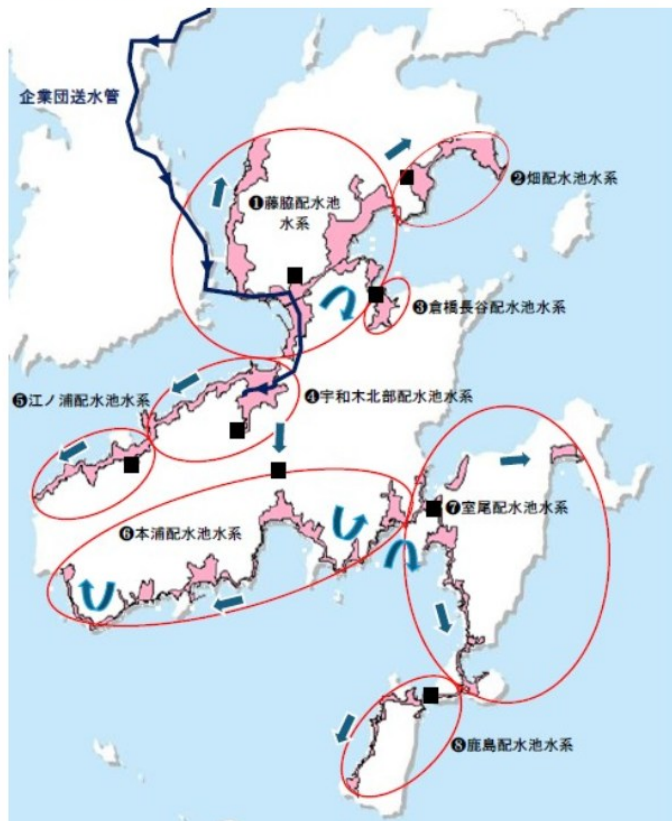 企業団送水管
❶藤脇配水池
水系
❷畑配水池水系
❸倉橋長谷配水池水系
❹宇和木北部配水池水系
❺江ノ浦配水池水系
❻本浦配水池水系
❼室尾配水池水系
❽鹿島配水池水系